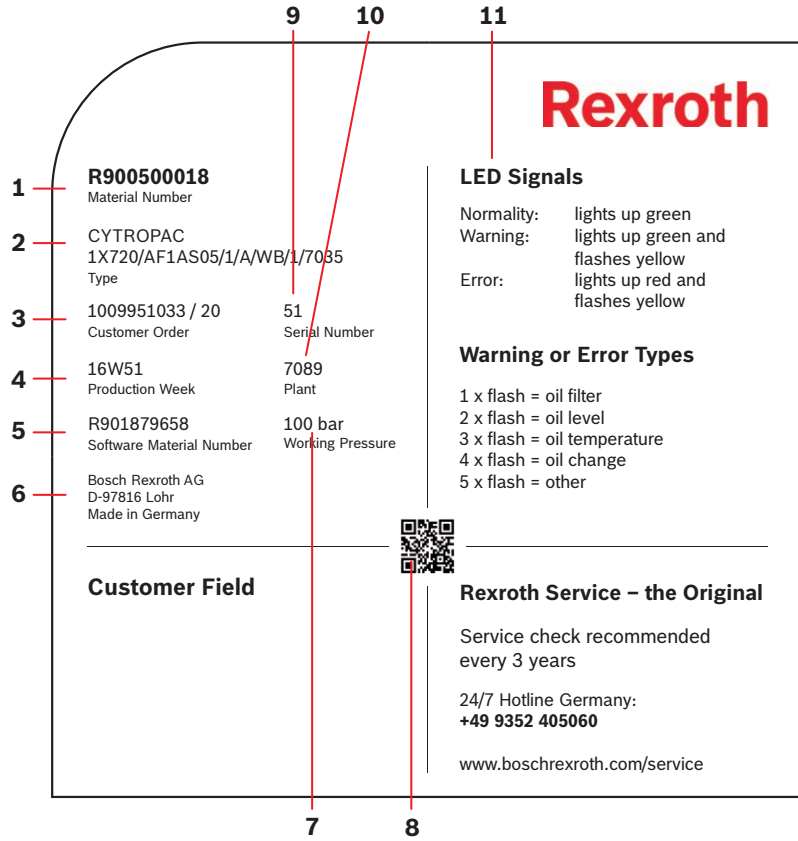 9 10 11
Rexroth
1 R900500018
Material Number
2 CYTROPAC
1X720/AF1AS05/1/A/WB/1/7035
Type
3 1009951033 / 20 51
Customer Order Serial Number
4 16W51 7089
Production Week Plant
5 R901879658 100 bar
Software Material Number Working Pressure
6 Bosch Rexroth AG
D-97816 Lohr
Made in Germany
LED Signals
Normality: lights up green
Warning: lights up green and
flashes yellow
Error: lights up red and
flashes yellow
Warning or Error Types
1 x flash = oil filter
2 x flash = oil level
3 x flash = oil temperature
4 x flash = oil change
5 x flash = other
Customer Field
Rexroth Service – the Original
Service check recommended
every 3 years
24/7 Hotline Germany:
+49 9352 405060
www.boschrexroth.com/service
7 8